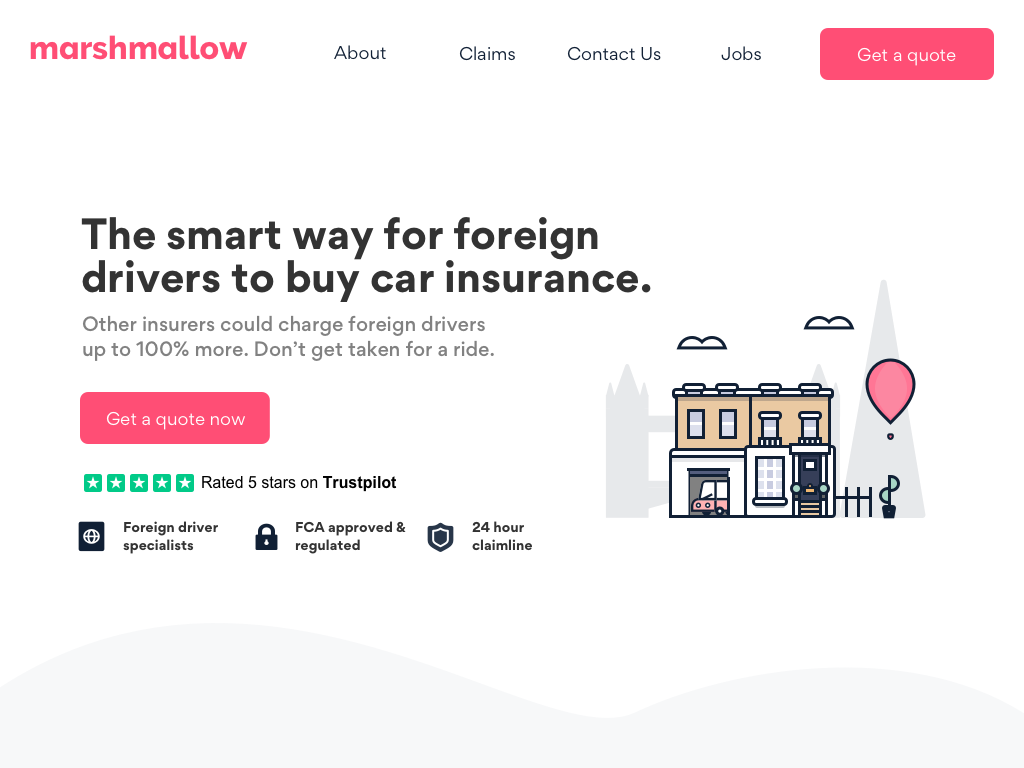 marshmallow
About
Claims
Contact Us
Jobs
Get a quote
The smart way for foreign
drivers to buy car insurance.
Other insurers could charge foreign drivers
up to 100% more. Don’t get taken for a ride.
Get a quote now
Rated 5 stars on Trustpilot
Foreign driver
specialists
FCA approved &
regulated
24 hour
claimline